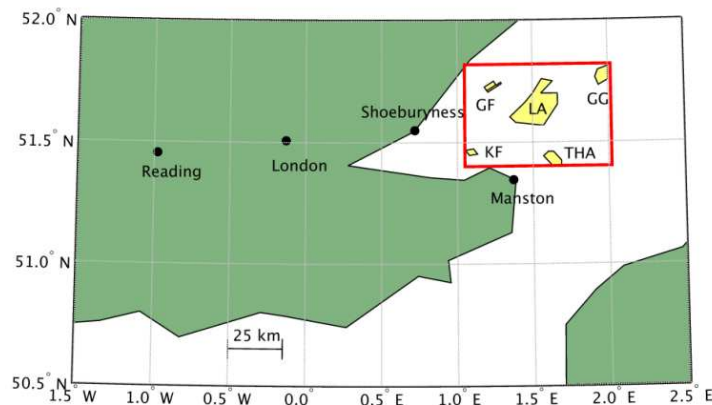 52.0° N
GF
LA
GG
Shoeburyness
51.5° N
KF
THA
Reading
London
Manston
51.0° N
25 km
50.5° N
1.5° W
1.0° W
0.5° W
0.0° E
0.5° E
1.0° E
1.5° E
2.0° E
2.5° E